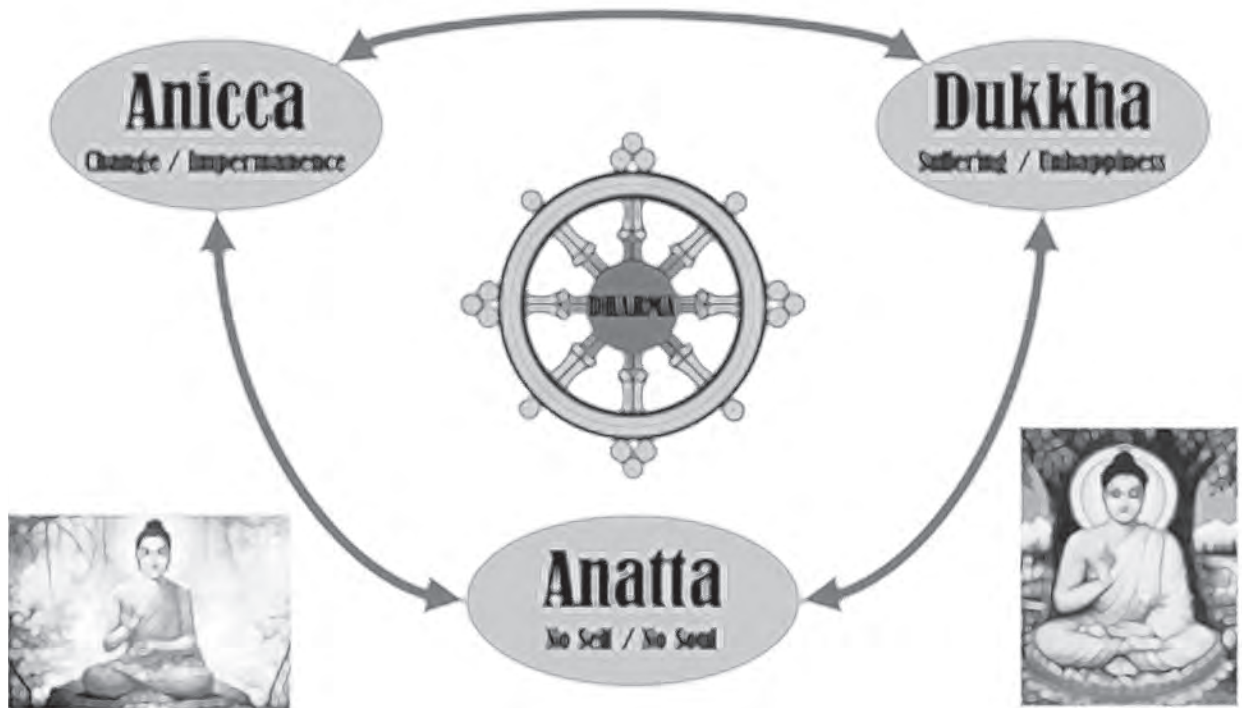 Anicca
Change / Impermanence
Dukkha
Suffering / Unhappiness
DHARMA
Anatta
No Self / No Soul